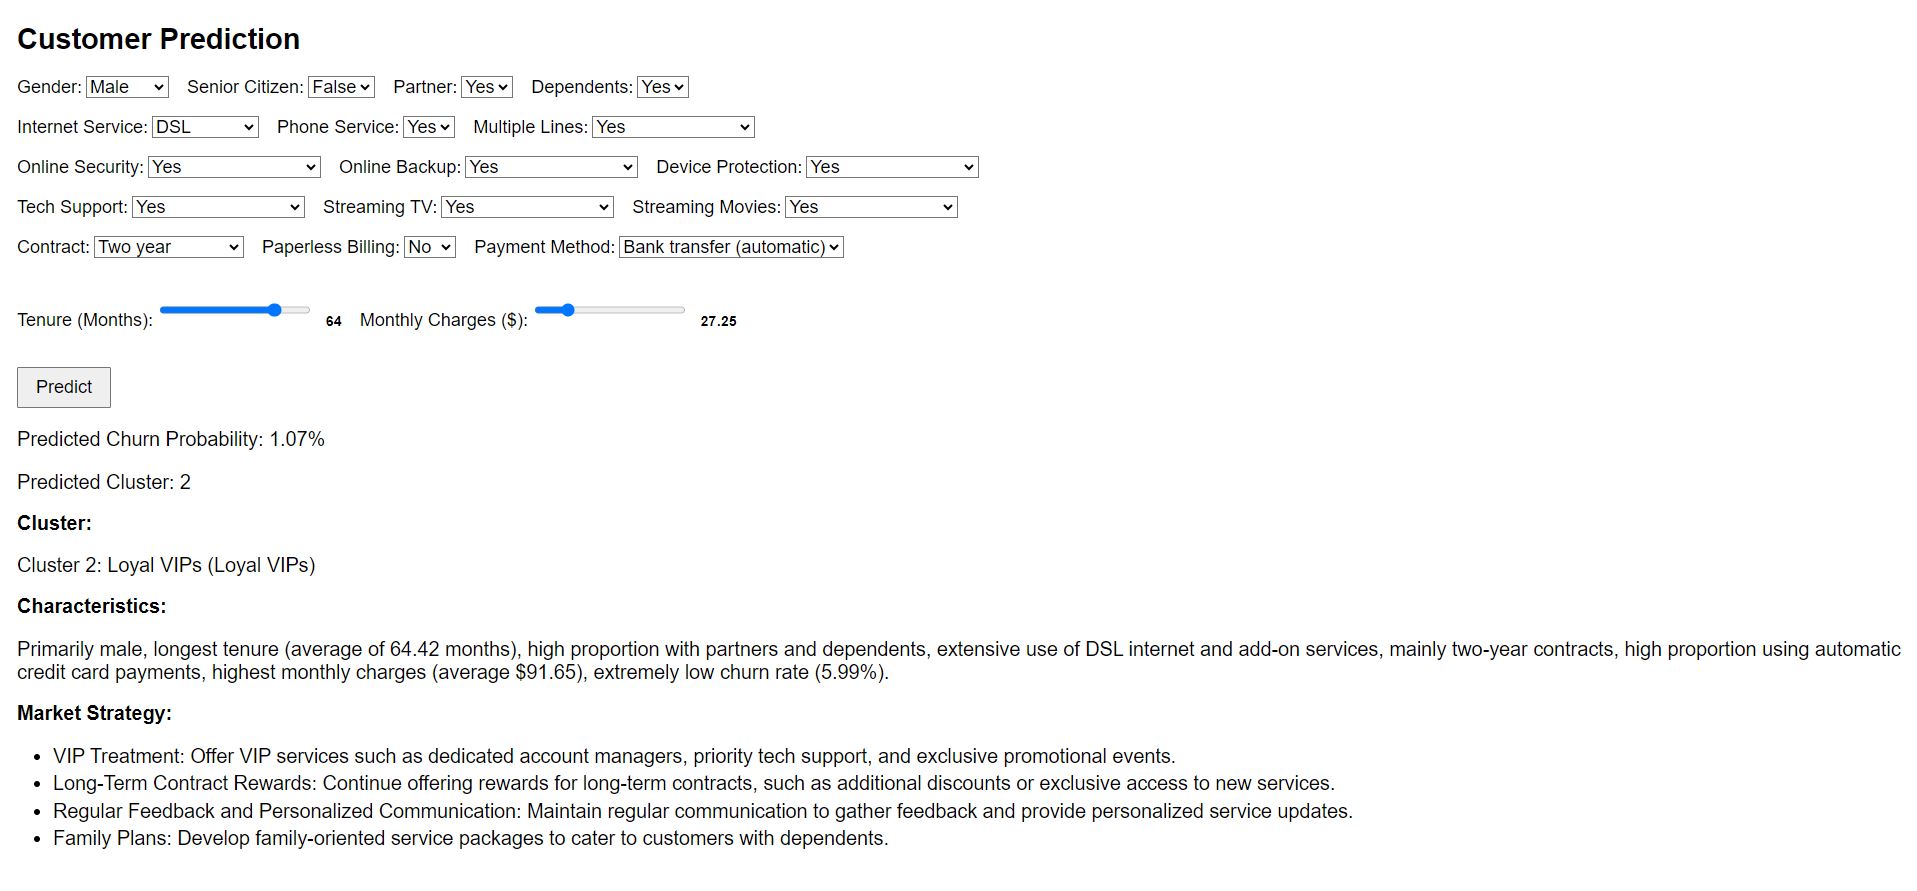 Customer Prediction
Gender: Male Senior Citizen: False Partner: Yes Dependents: Yes
Internet Service: DSL Phone Service: Yes Multiple Lines: Yes
Online Security: Yes Online Backup: Yes Device Protection: Yes
Tech Support: Yes Streaming TV: Yes Streaming Movies: Yes
Contract: Two year Paperless Billing: No Payment Method: Bank transfer (automatic)
Tenure (Months): 64 Monthly Charges ($): 27.25
Predict
Predicted Churn Probability: 1.07%
Predicted Cluster: 2
Cluster:
Cluster 2: Loyal VIPs (Loyal VIPs)
Characteristics:
Primarily male, longest tenure (average of 64.42 months), high proportion with partners and dependents, extensive use of DSL internet and add-on services, mainly two-year contracts, high proportion using automatic
credit card payments, highest monthly charges (average $91.65), extremely low churn rate (5.99%).
Market Strategy:
• VIP Treatment: Offer VIP services such as dedicated account managers, priority tech support, and exclusive promotional events.
• Long-Term Contract Rewards: Continue offering rewards for long-term contracts, such as additional discounts or exclusive access to new services.
• Regular Feedback and Personalized Communication: Maintain regular communication to gather feedback and provide personalized service updates.
• Family Plans: Develop family-oriented service packages to cater to customers with dependents.